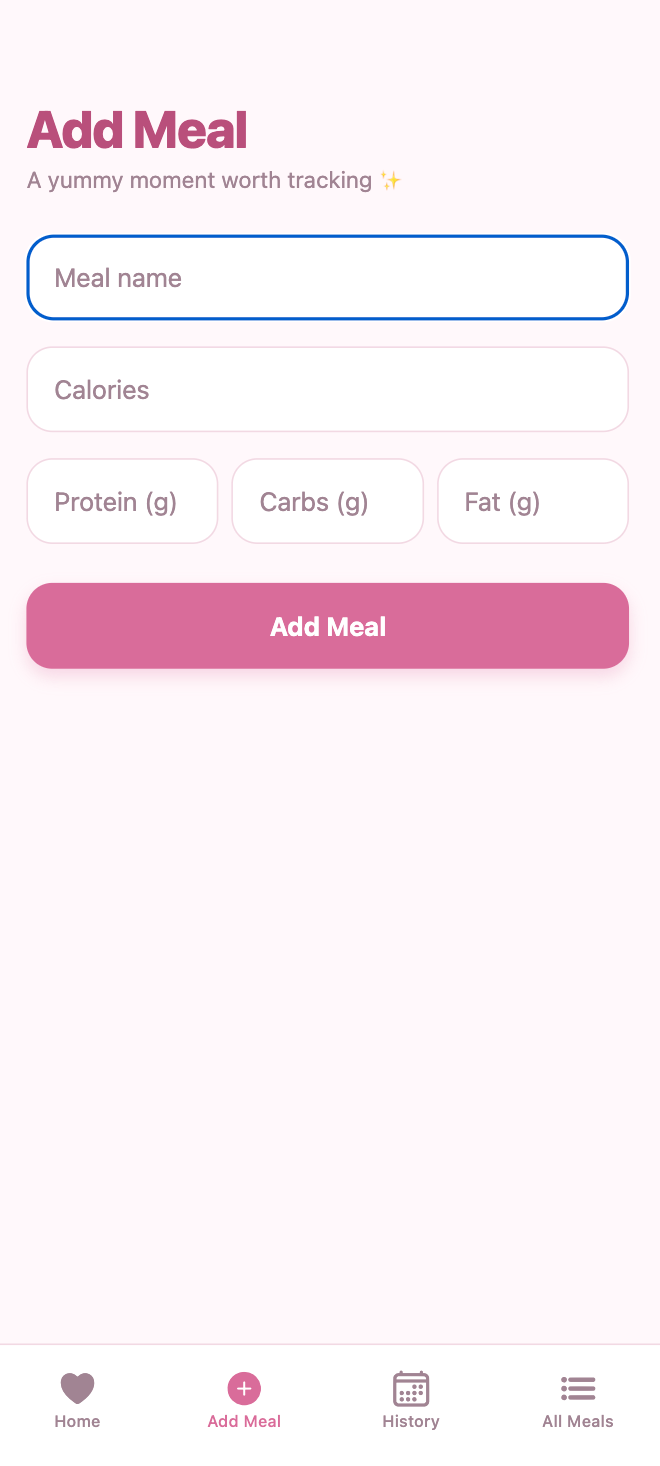 Add Meal
A yummy moment worth tracking ✨
Meal name
Calories
Protein (g) Carbs (g) Fat (g)
Add Meal
Home Add Meal History All Meals